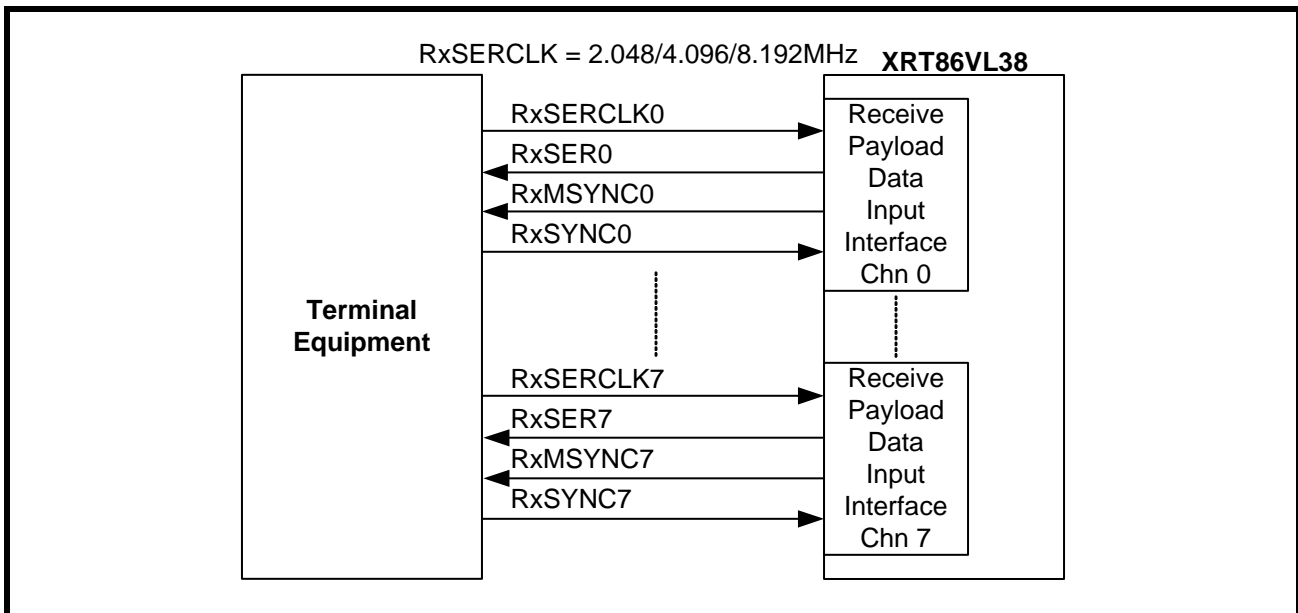 RxSERCLK = 2.048/4.096/8.192MHz
XRT86VL38
Terminal
Equipment
RxSERCLK0
RxSER0
RxMSYNC0
RxSYNC0
Receive
Payload
Data
Input
Interface
Chn 0
RxSERCLK7
RxSER7
RxMSYNC7
RxSYNC7
Receive
Payload
Data
Input
Interface
Chn 7